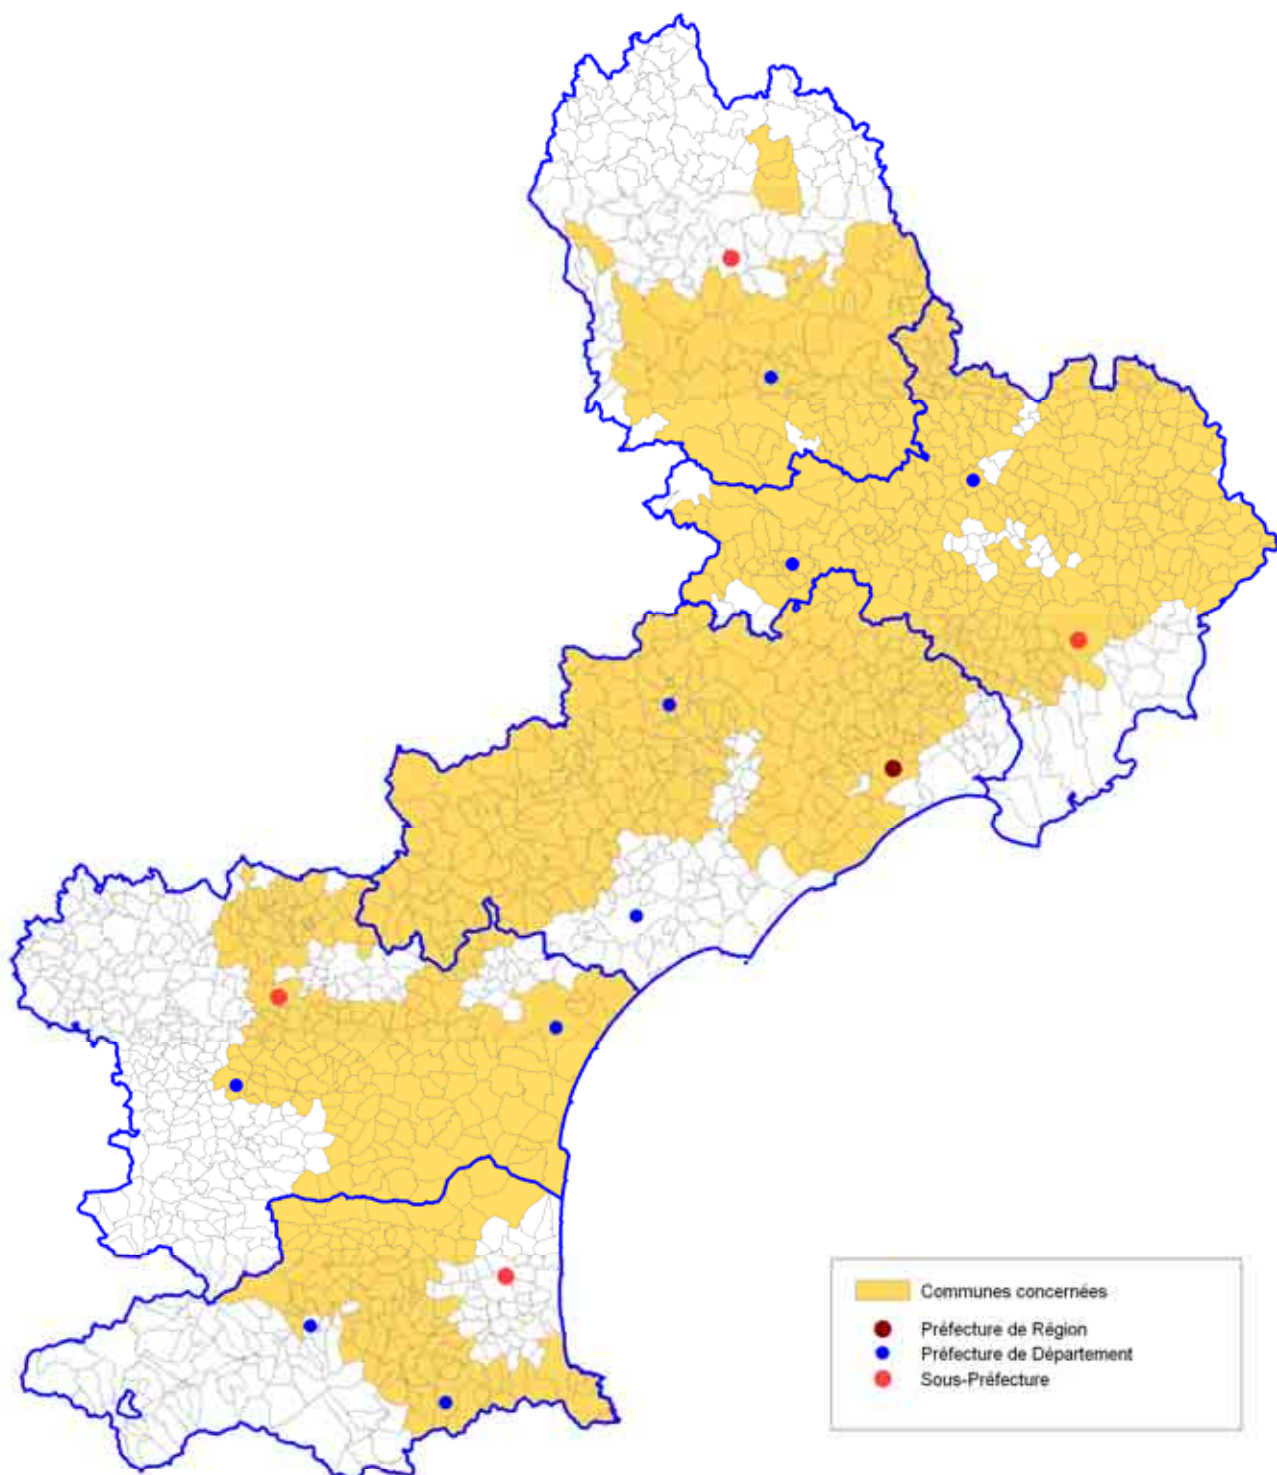 Communes concernées
Préfecture de Région
Préfecture de Département
Sous-Préfecture